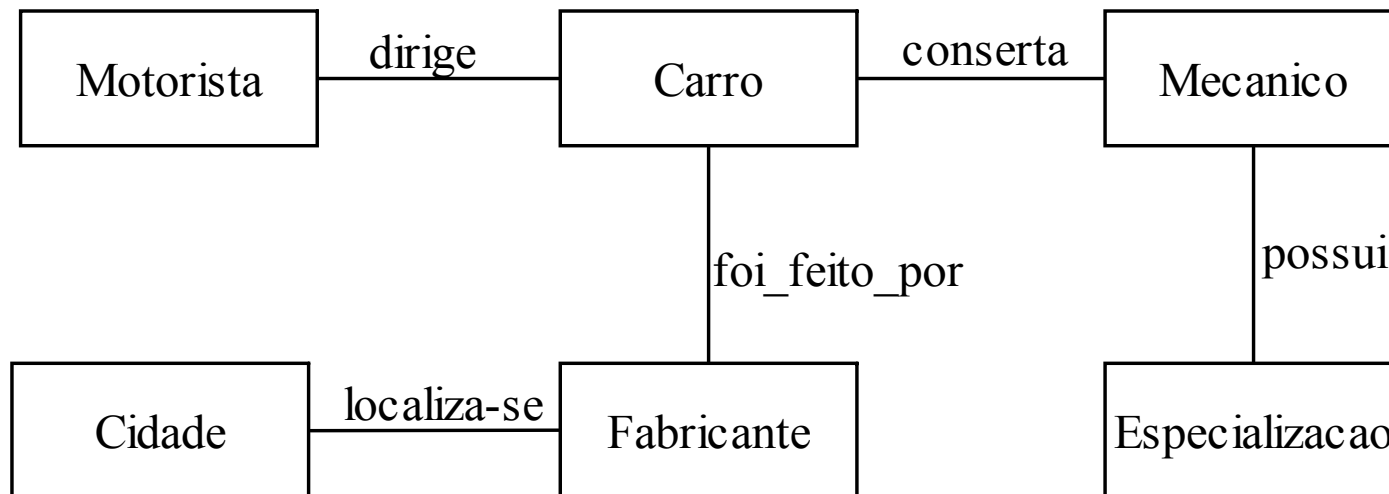 Motorista
dirige
Carro
conserta
Mecanico
foi_feito_por
possui
Cidade
localiza-se
Fabricante
Especializacao